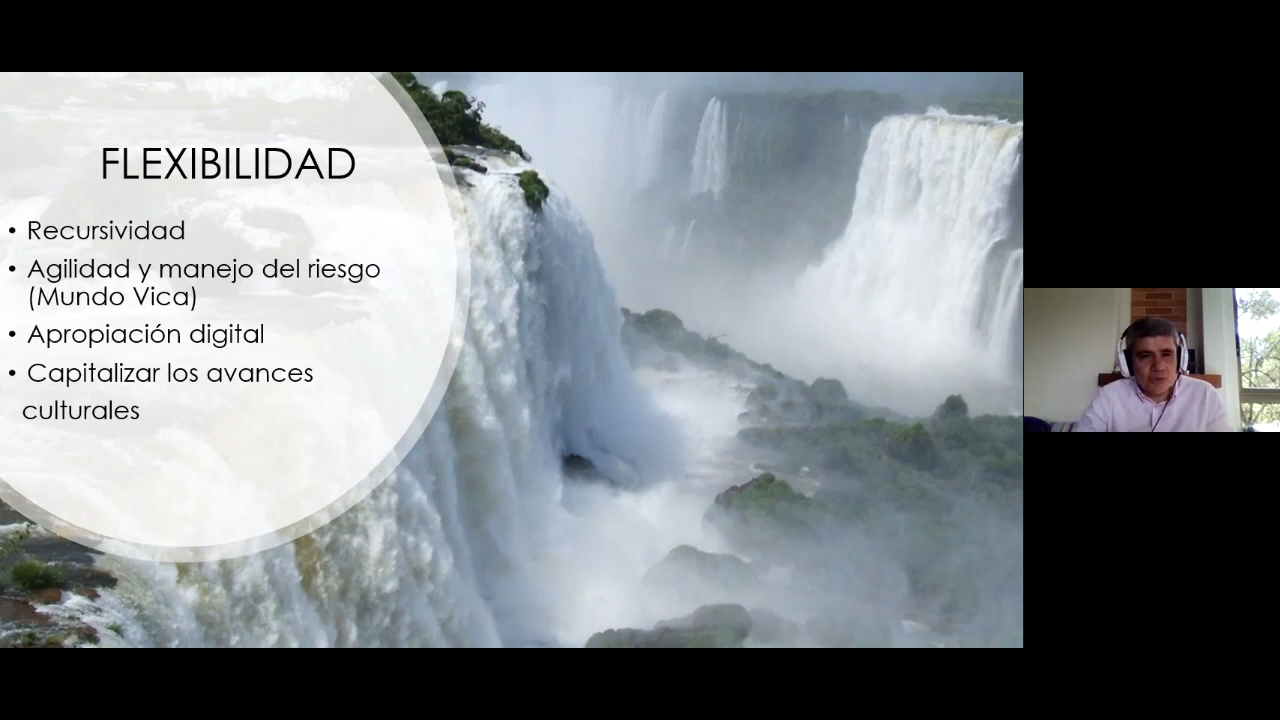 FLEXIBILIDAD
• Recursividad
• Agilidad y manejo del riesgo
(Mundo Vica)
• Apropiación digital
• Capitalizar los avances
culturales